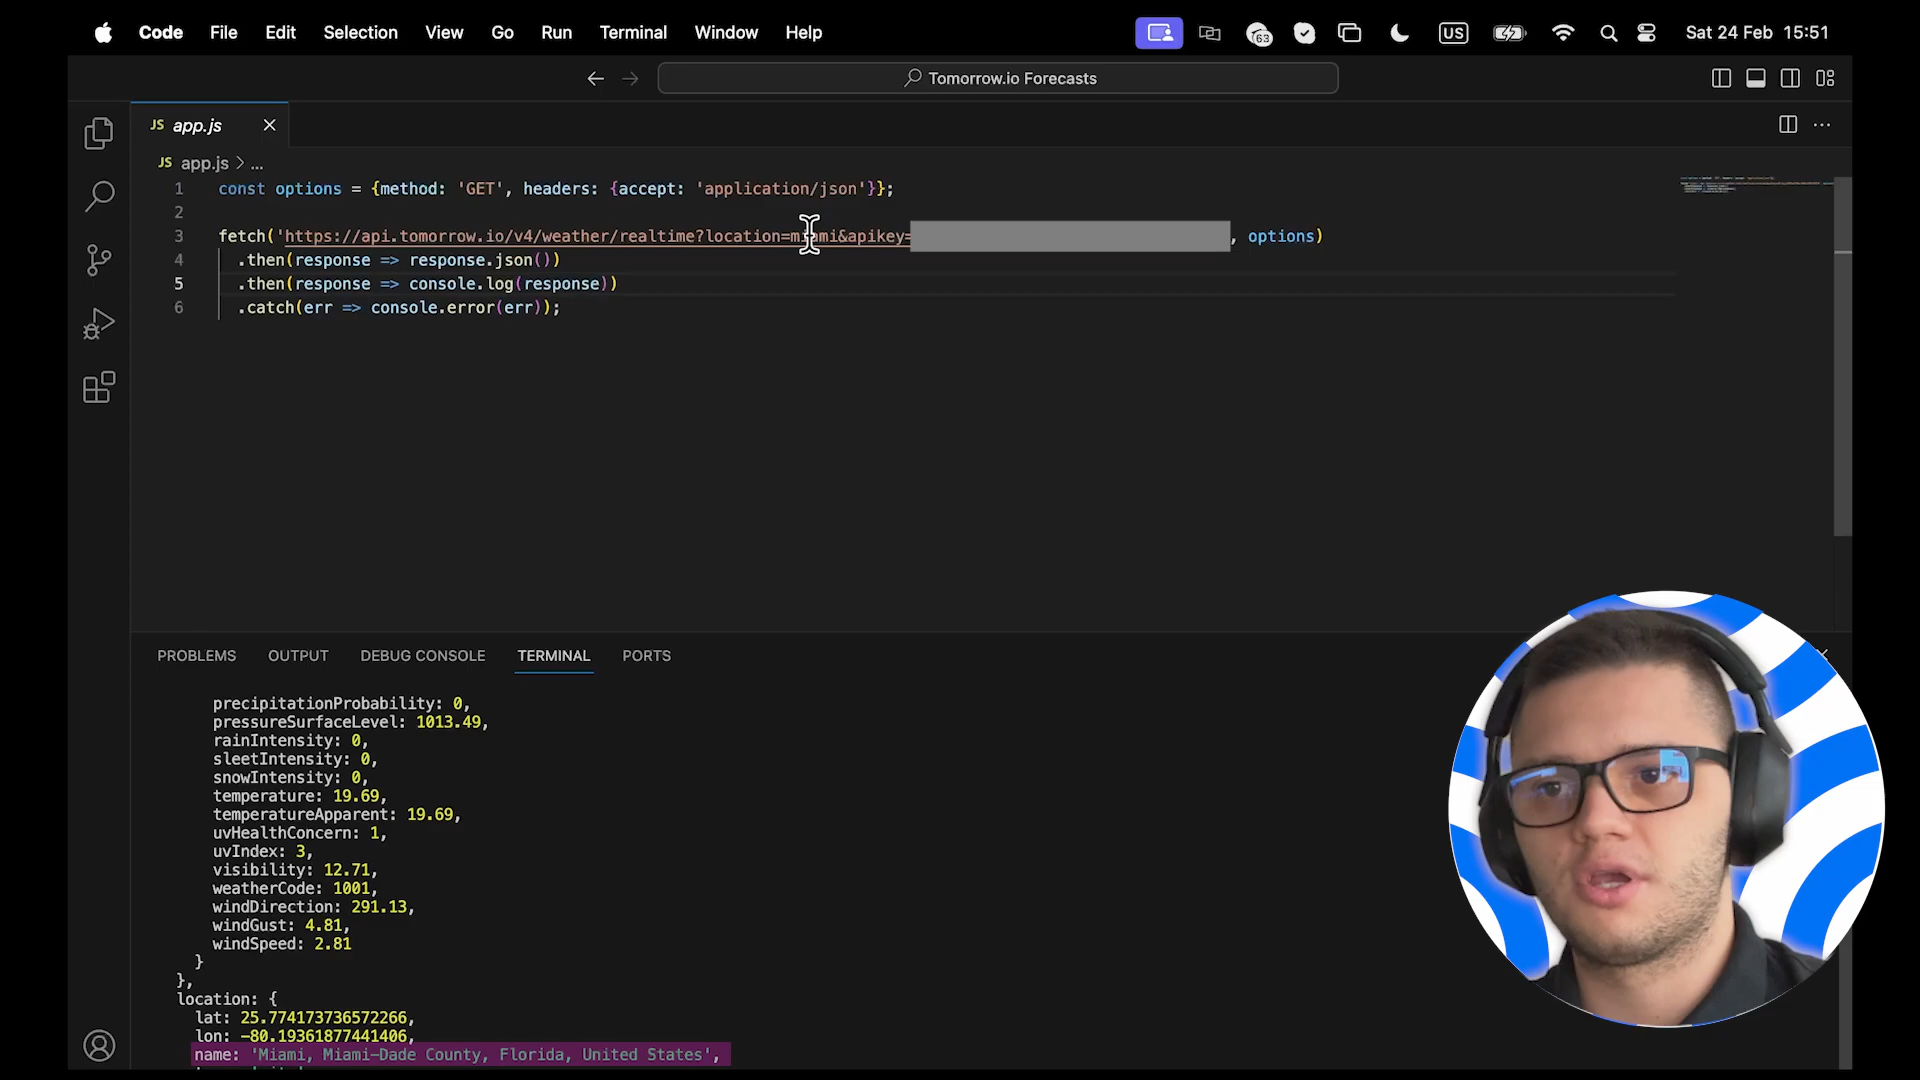 Code File Edit Selection View Go Run Terminal Window Help 63 US Sat 24 Feb 15:51
Tomorrow.io Forecasts
JS app.js
JS app.js > ...
1 const options = {method: 'GET', headers: {accept: 'application/json'}};
2
3 fetch('https://api.tomorrow.io/v4/weather/realtime?location=miami&apikey= , options)
4 .then(response => response.json())
5 .then(response => console.log(response))
6 .catch(err => console.error(err));
PROBLEMS OUTPUT DEBUG CONSOLE TERMINAL PORTS
precipitationProbability: 0,
pressureSurfaceLevel: 1013.49,
rainIntensity: 0,
sleetIntensity: 0,
snowIntensity: 0,
temperature: 19.69,
temperatureApparent: 19.69,
uvHealthConcern: 1,
uvIndex: 3,
visibility: 12.71,
weatherCode: 1001,
windDirection: 291.13,
windGust: 4.81,
windSpeed: 2.81
}
},
location: {
lat: 25.774173736572266,
lon: -80.19361877441406,
name: 'Miami, Miami-Dade County, Florida, United States',